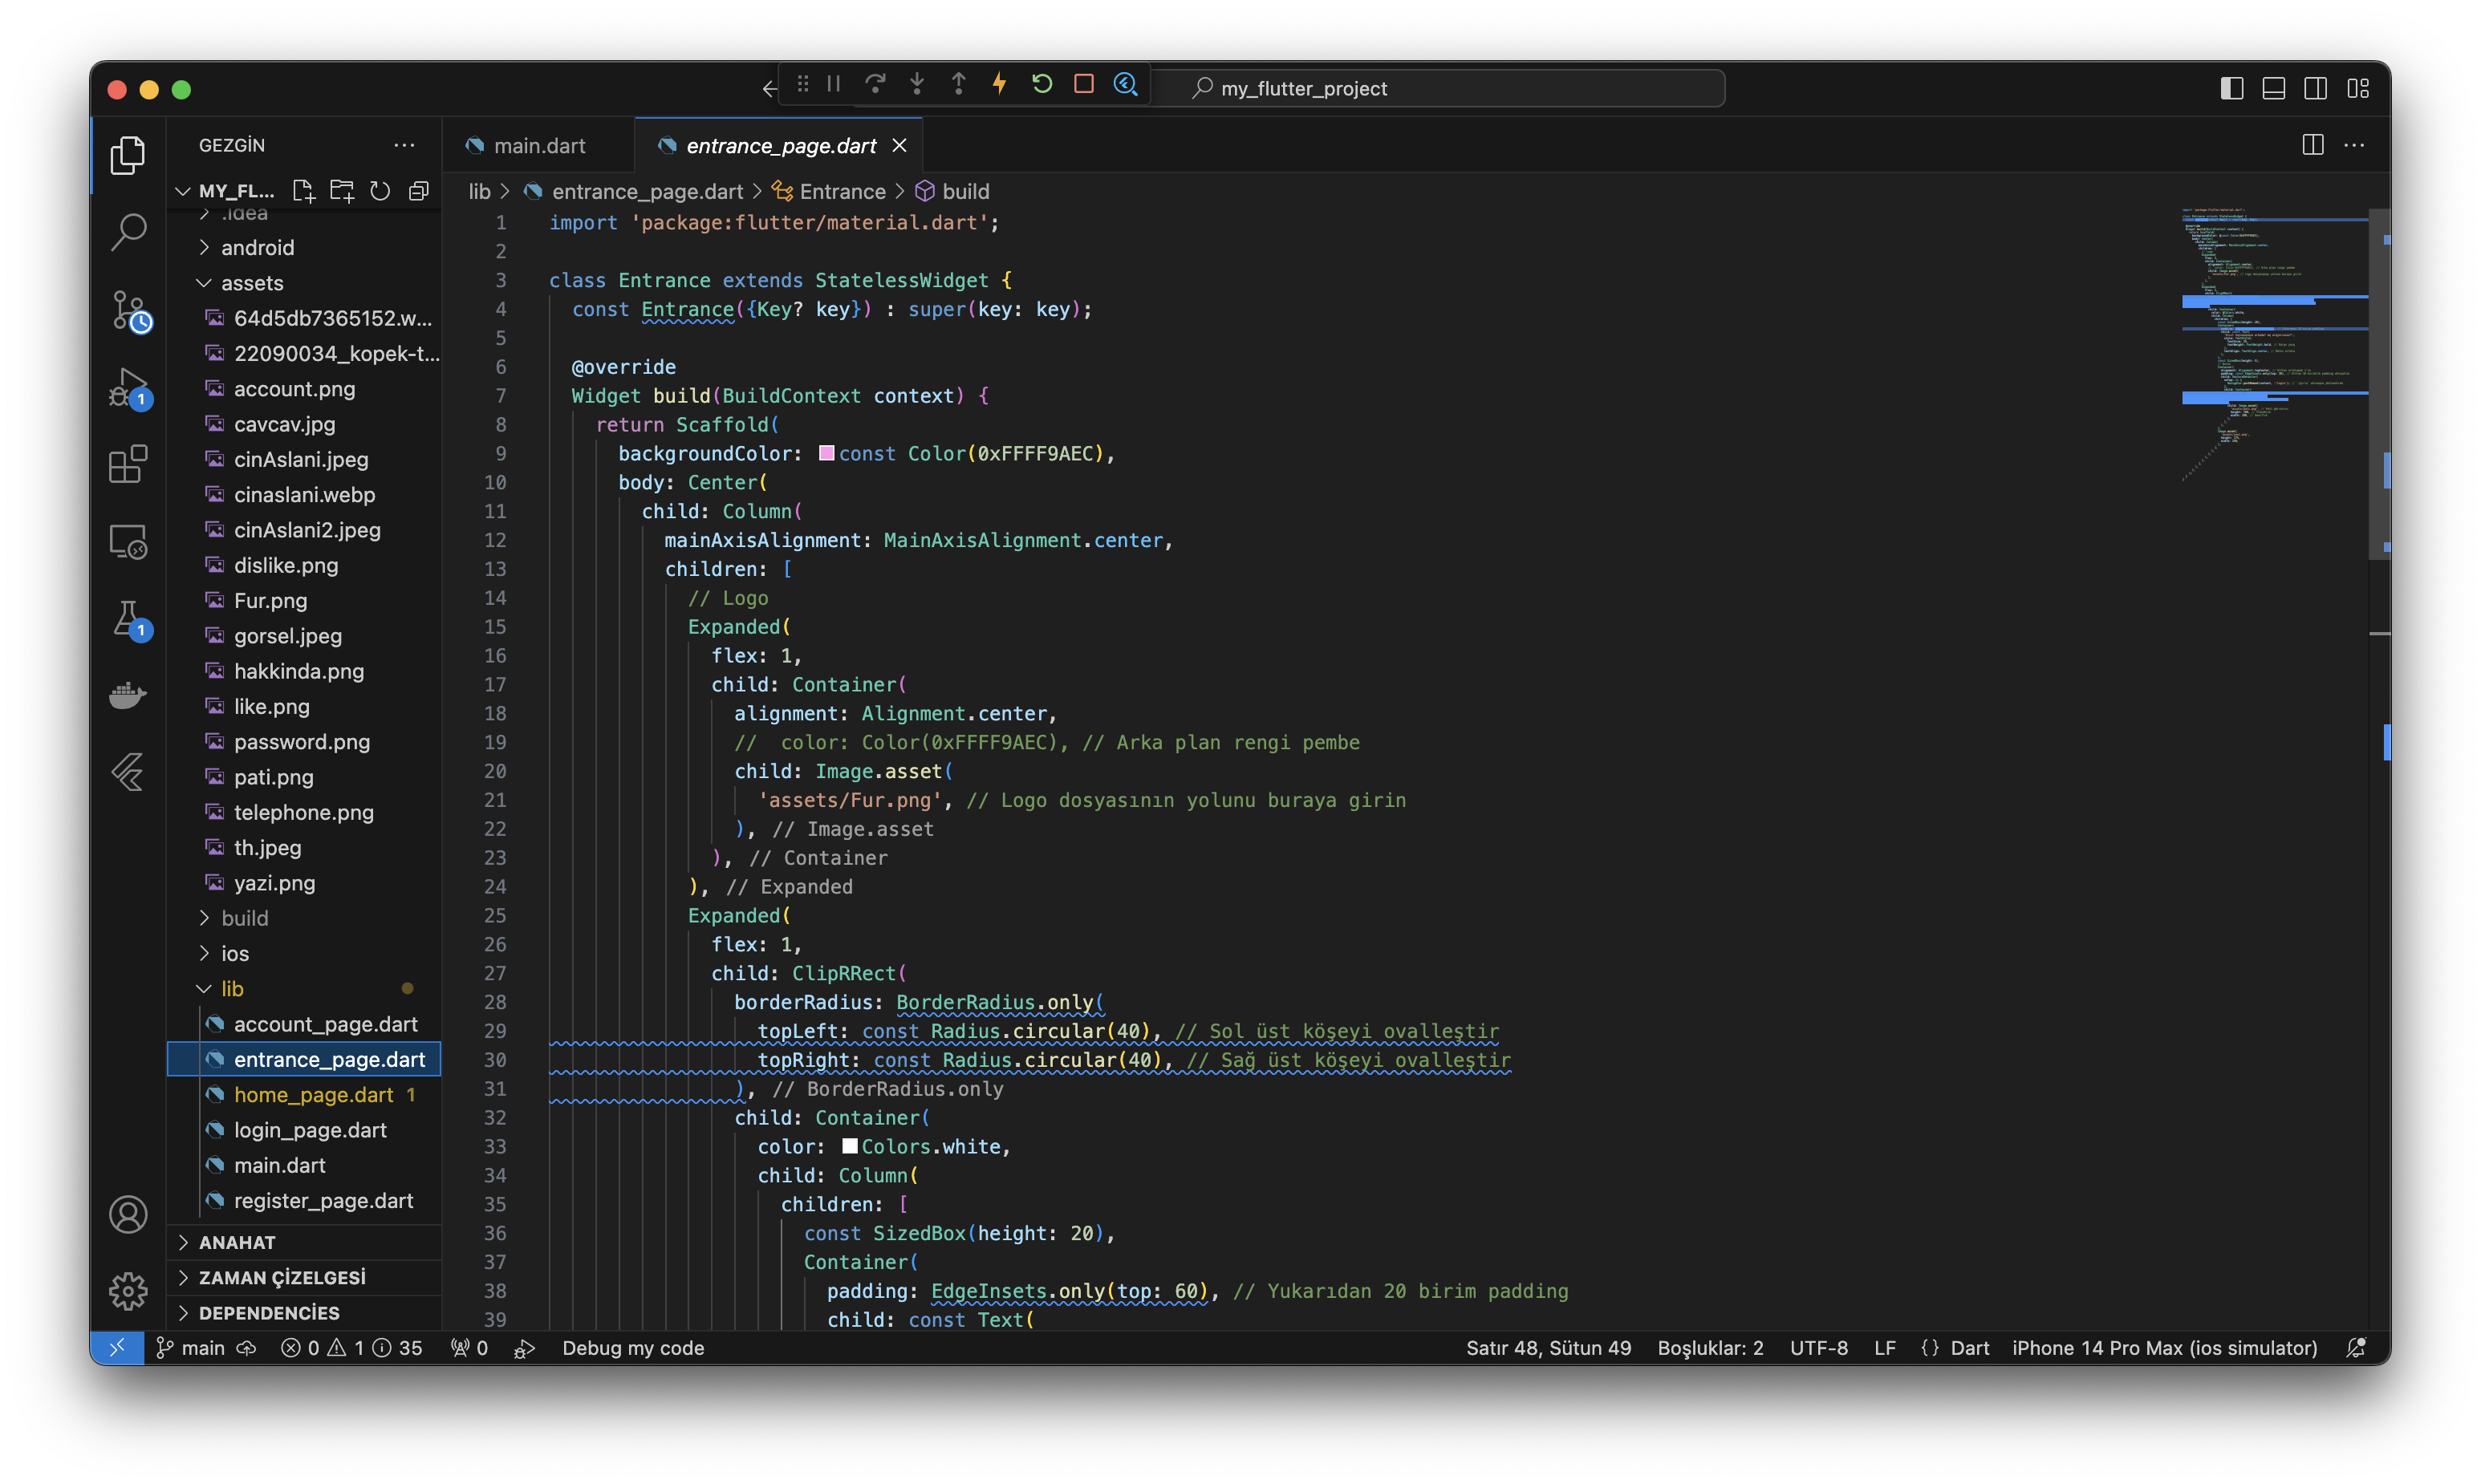 my_flutter_project
GEZGİN
main.dart
entrance_page.dart
MY_FL...
lib > entrance_page.dart > Entrance > build
.idea
android
assets
64d5db7365152.w...
22090034_kopek-t...
account.png
cavcav.jpg
cinAslani.jpeg
cinaslani.webp
cinAslani2.jpeg
dislike.png
Fur.png
gorsel.jpeg
hakkinda.png
like.png
password.png
pati.png
telephone.png
th.jpeg
yazi.png
build
ios
lib
account_page.dart
entrance_page.dart
home_page.dart 1
login_page.dart
main.dart
register_page.dart
ANAHAT
ZAMAN ÇİZELGESİ
DEPENDENCİES
1
1
1 import 'package:flutter/material.dart';
2
3 class Entrance extends StatelessWidget {
4 const Entrance({Key? key}) : super(key: key);
5
6 @override
7 Widget build(BuildContext context) {
8 return Scaffold(
9 backgroundColor: const Color(0xFFFF9AEC),
10 body: Center(
11 child: Column(
12 mainAxisAlignment: MainAxisAlignment.center,
13 children: [
14 // Logo
15 Expanded(
16 flex: 1,
17 child: Container(
18 alignment: Alignment.center,
19 //  color: Color(0xFFFF9AEC), // Arka plan rengi pembe
20 child: Image.asset(
21 'assets/Fur.png', // Logo dosyasının yolunu buraya girin
22 ), // Image.asset
23 ), // Container
24 ), // Expanded
25 Expanded(
26 flex: 1,
27 child: ClipRRect(
28 borderRadius: BorderRadius.only(
29 topLeft: const Radius.circular(40), // Sol üst köşeyi ovalleştir
30 topRight: const Radius.circular(40), // Sağ üst köşeyi ovalleştir
31 ), // BorderRadius.only
32 child: Container(
33 color: Colors.white,
34 child: Column(
35 children: [
36 const SizedBox(height: 20),
37 Container(
38 padding: EdgeInsets.only(top: 60), // Yukarıdan 20 birim padding
39 child: const Text(
main 0 1 35 0 Debug my code
Satır 48, Sütun 49 Boşluklar: 2 UTF-8 LF {} Dart iPhone 14 Pro Max (ios simulator)